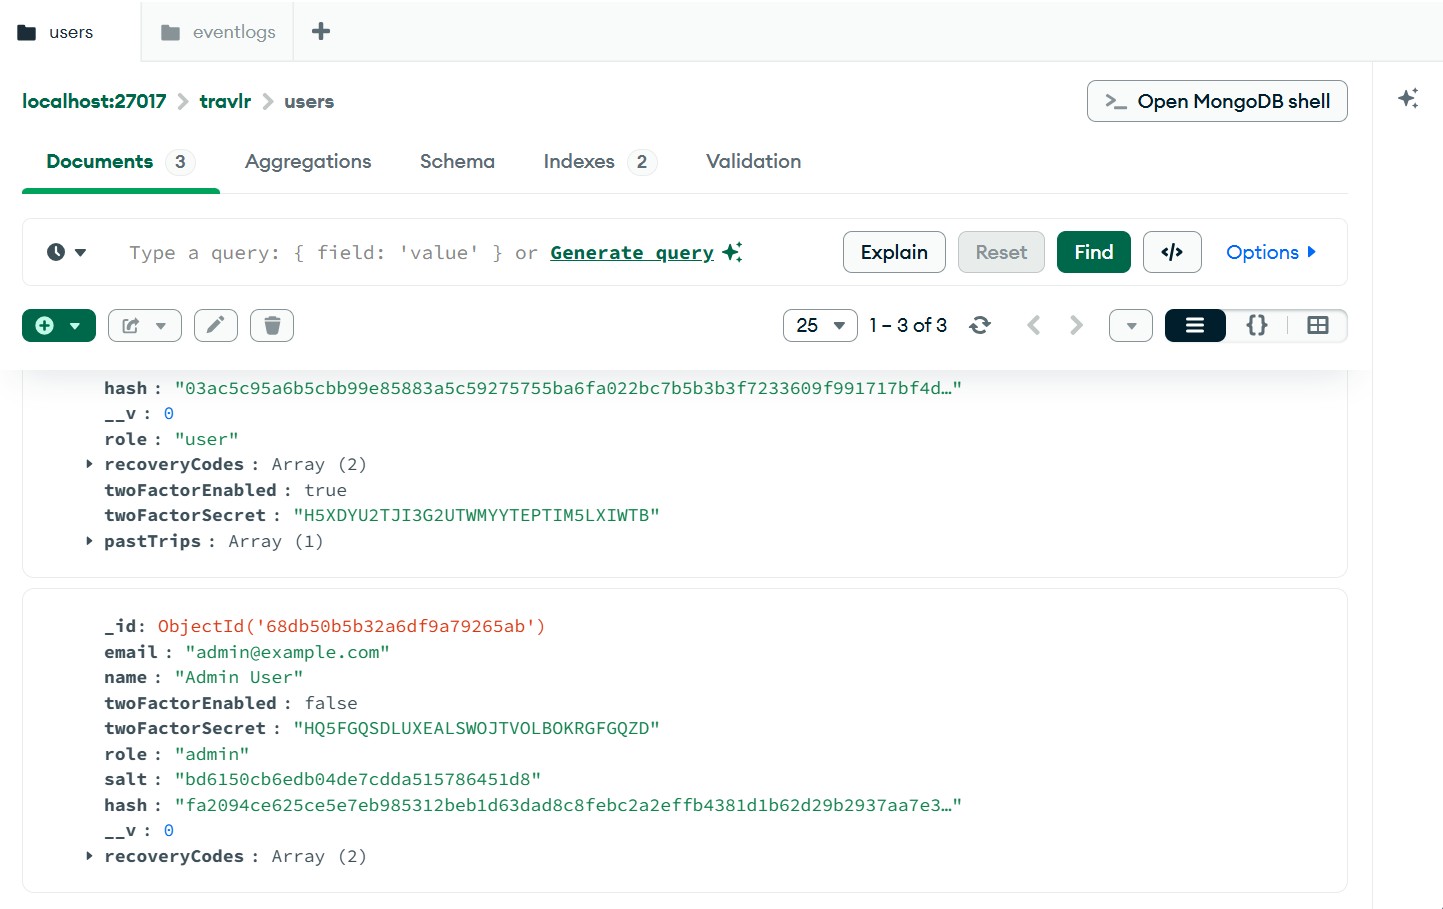 users
eventlogs
localhost:27017 > travlr > users
>_ Open MongoDB shell
Documents 3
Aggregations
Schema
Indexes 2
Validation
Type a query: { field: 'value' } or Generate query
Explain
Reset
Find
</>
Options
25
1 – 3 of 3
{}
hash : "03ac5c95a6b5cbb99e85883a5c59275755ba6fa022bc7b5b3b3f7233609f991717bf4d…"
__v : 0
role : "user"
recoveryCodes : Array (2)
twoFactorEnabled : true
twoFactorSecret : "H5XDYU2TJI3G2UTWMYYTEPTIM5LXIWTB"
pastTrips : Array (1)
_id: ObjectId('68db50b5b32a6df9a79265ab')
email : "admin@example.com"
name : "Admin User"
twoFactorEnabled : false
twoFactorSecret : "HQ5FGQSDLUXEALSWOJTVOLBOKRGFGQZD"
role : "admin"
salt : "bd6150cb6edb04de7cdda515786451d8"
hash : "fa2094ce625ce5e7eb985312beb1d63dad8c8febc2a2effb4381d1b62d29b2937aa7e3…"
__v : 0
recoveryCodes : Array (2)